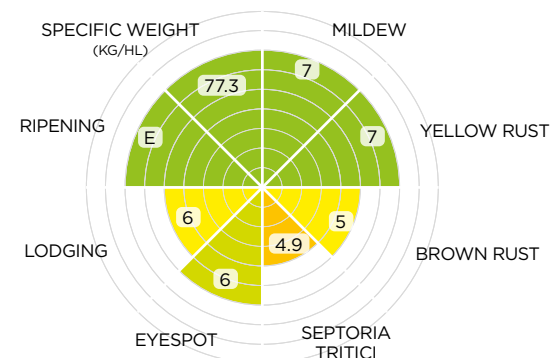 SPECIFIC WEIGHT
(KG/HL)
MILDEW
77.3
7
RIPENING
E
7
YELLOW RUST
6
5
LODGING
4.9
BROWN RUST
6
EYESPOT
SEPTORIA
TRITICI